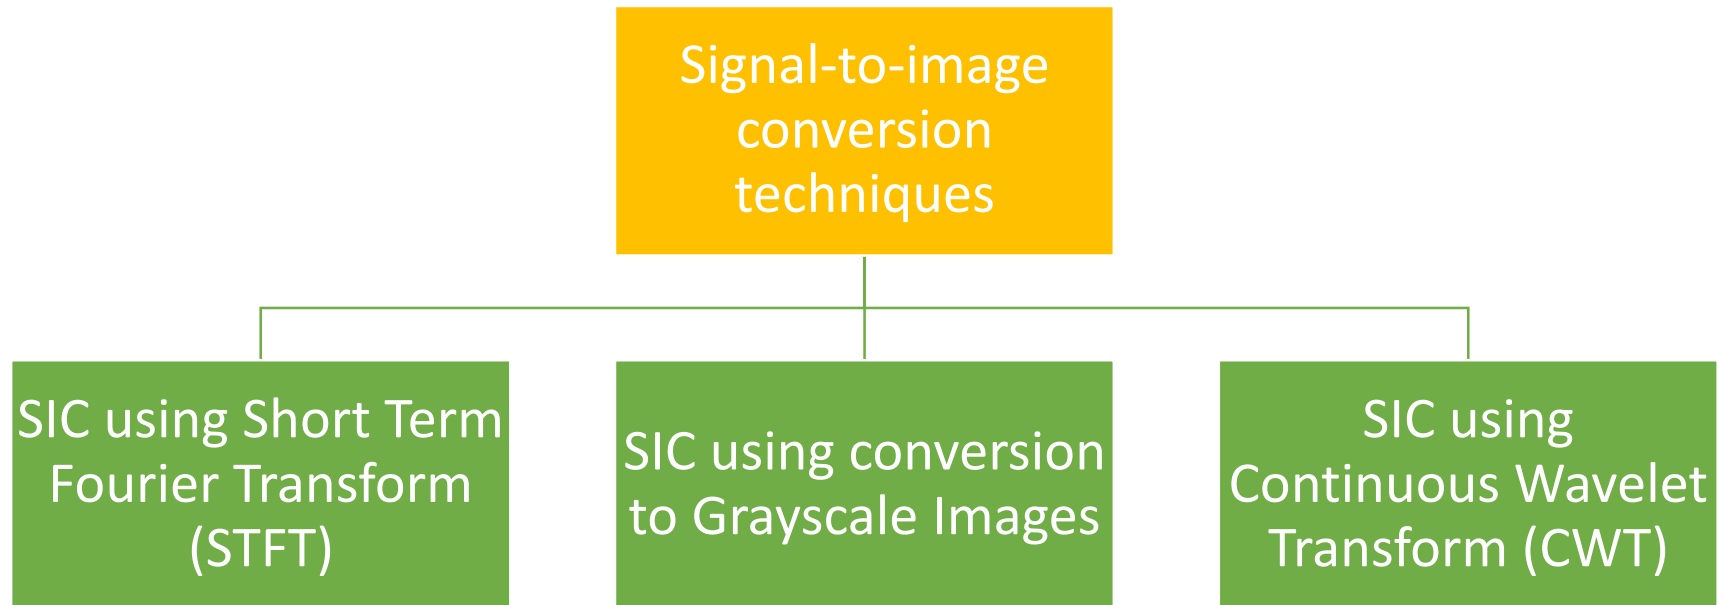 Signal-to-image
conversion
techniques
SIC using Short Term
Fourier Transform
(STFT)
SIC using conversion
to Grayscale Images
SIC using
Continuous Wavelet
Transform (CWT)